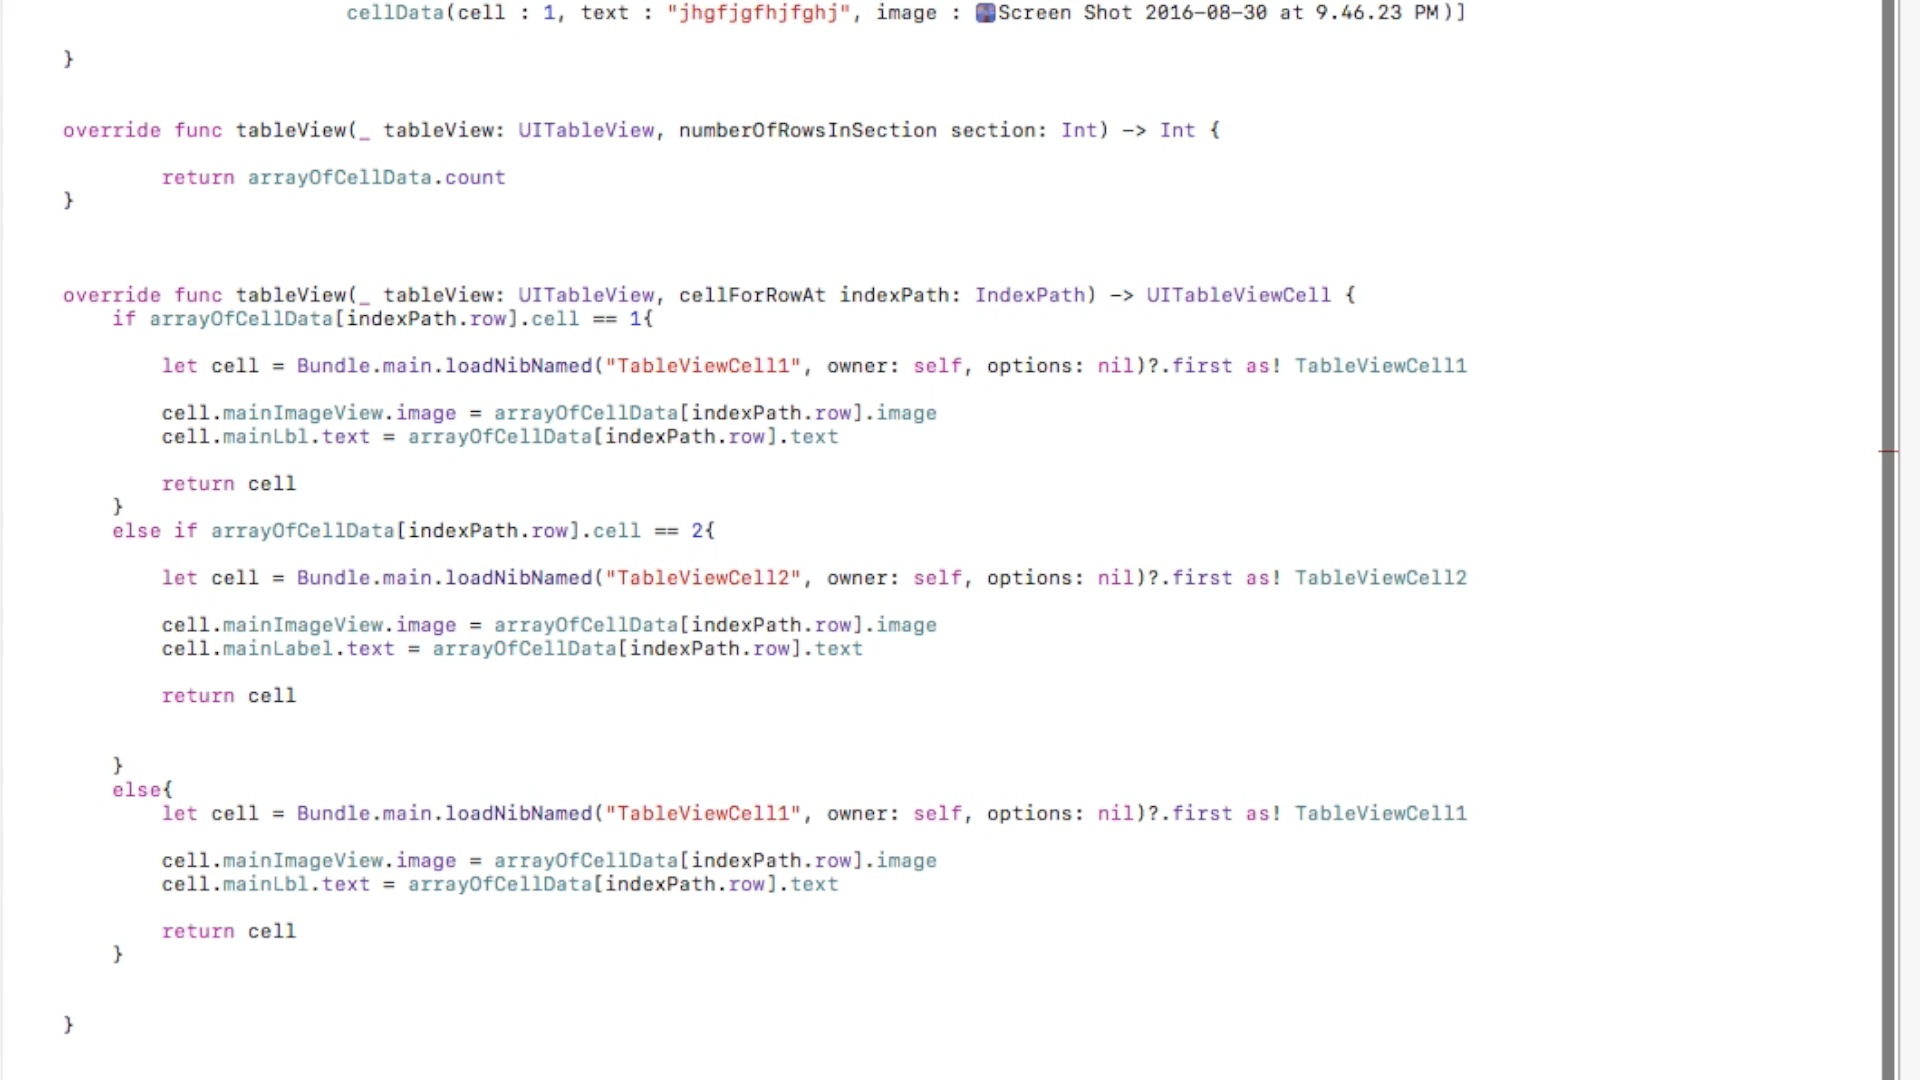 cellData(cell : 1, text : "jhgfjgfhjfghj", image : Screen Shot 2016-08-30 at 9.46.23 PM)]
}
override func tableView(_ tableView: UITableView, numberOfRowsInSection section: Int) -> Int {
return arrayOfCellData.count
}
override func tableView(_ tableView: UITableView, cellForRowAt indexPath: IndexPath) -> UITableViewCell {
if arrayOfCellData[indexPath.row].cell == 1{
let cell = Bundle.main.loadNibNamed("TableViewCell1", owner: self, options: nil)?.first as! TableViewCell1
cell.mainImageView.image = arrayOfCellData[indexPath.row].image
cell.mainLbl.text = arrayOfCellData[indexPath.row].text
return cell
}
else if arrayOfCellData[indexPath.row].cell == 2{
let cell = Bundle.main.loadNibNamed("TableViewCell2", owner: self, options: nil)?.first as! TableViewCell2
cell.mainImageView.image = arrayOfCellData[indexPath.row].image
cell.mainLabel.text = arrayOfCellData[indexPath.row].text
return cell
}
else{
let cell = Bundle.main.loadNibNamed("TableViewCell1", owner: self, options: nil)?.first as! TableViewCell1
cell.mainImageView.image = arrayOfCellData[indexPath.row].image
cell.mainLbl.text = arrayOfCellData[indexPath.row].text
return cell
}
}